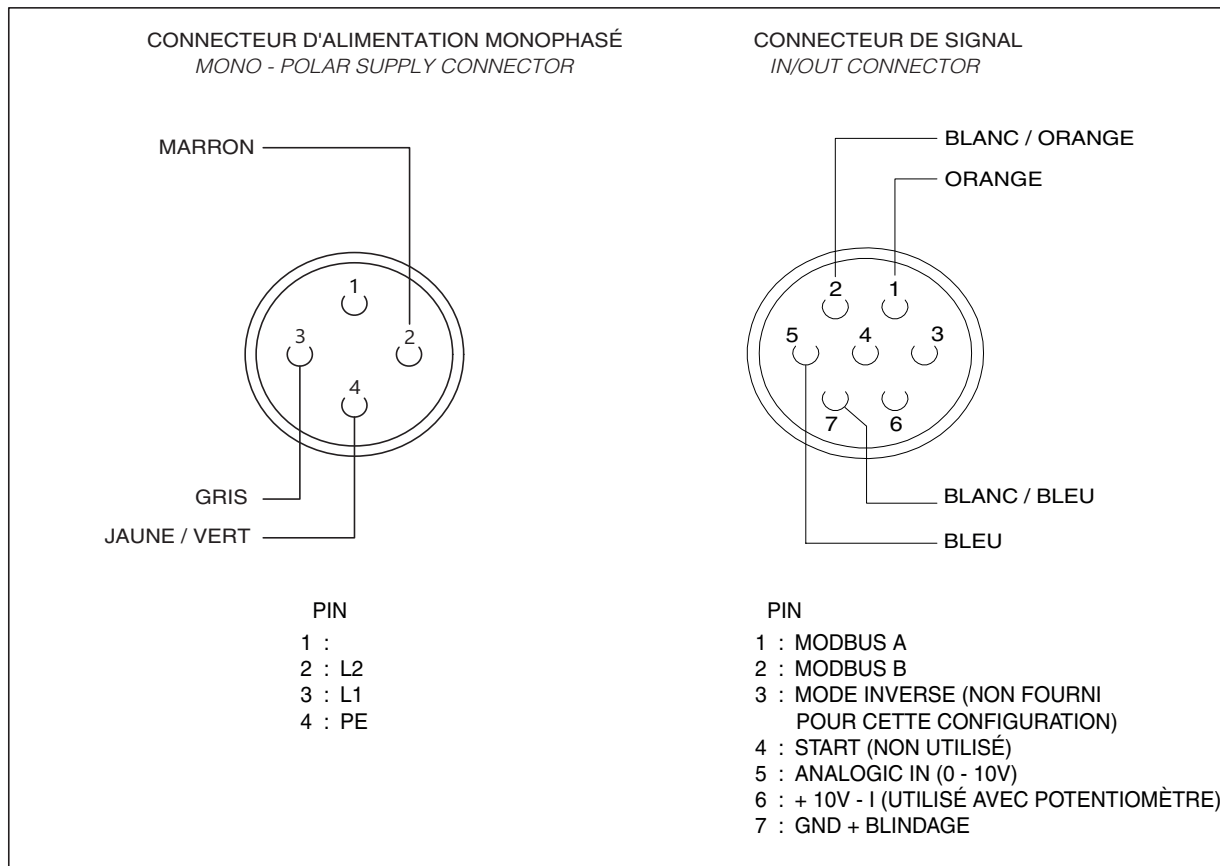 CONNECTEUR D'ALIMENTATION MONOPHASÉ
MONO - POLAR SUPPLY CONNECTOR
MARRON
1
3
2
4
GRIS
JAUNE / VERT
PIN
1 :
2 : L2
3 : L1
4 : PE
CONNECTEUR DE SIGNAL
IN/OUT CONNECTOR
BLANC / ORANGE
ORANGE
2
1
5
4
3
7
6
BLANC / BLEU
BLEU
PIN
1 : MODBUS A
2 : MODBUS B
3 : MODE INVERSE (NON FOURNI
POUR CETTE CONFIGURATION)
4 : START (NON UTILISÉ)
5 : ANALOGIC IN (0 - 10V)
6 : + 10V - I (UTILISÉ AVEC POTENTIOMÈTRE)
7 : GND + BLINDAGE